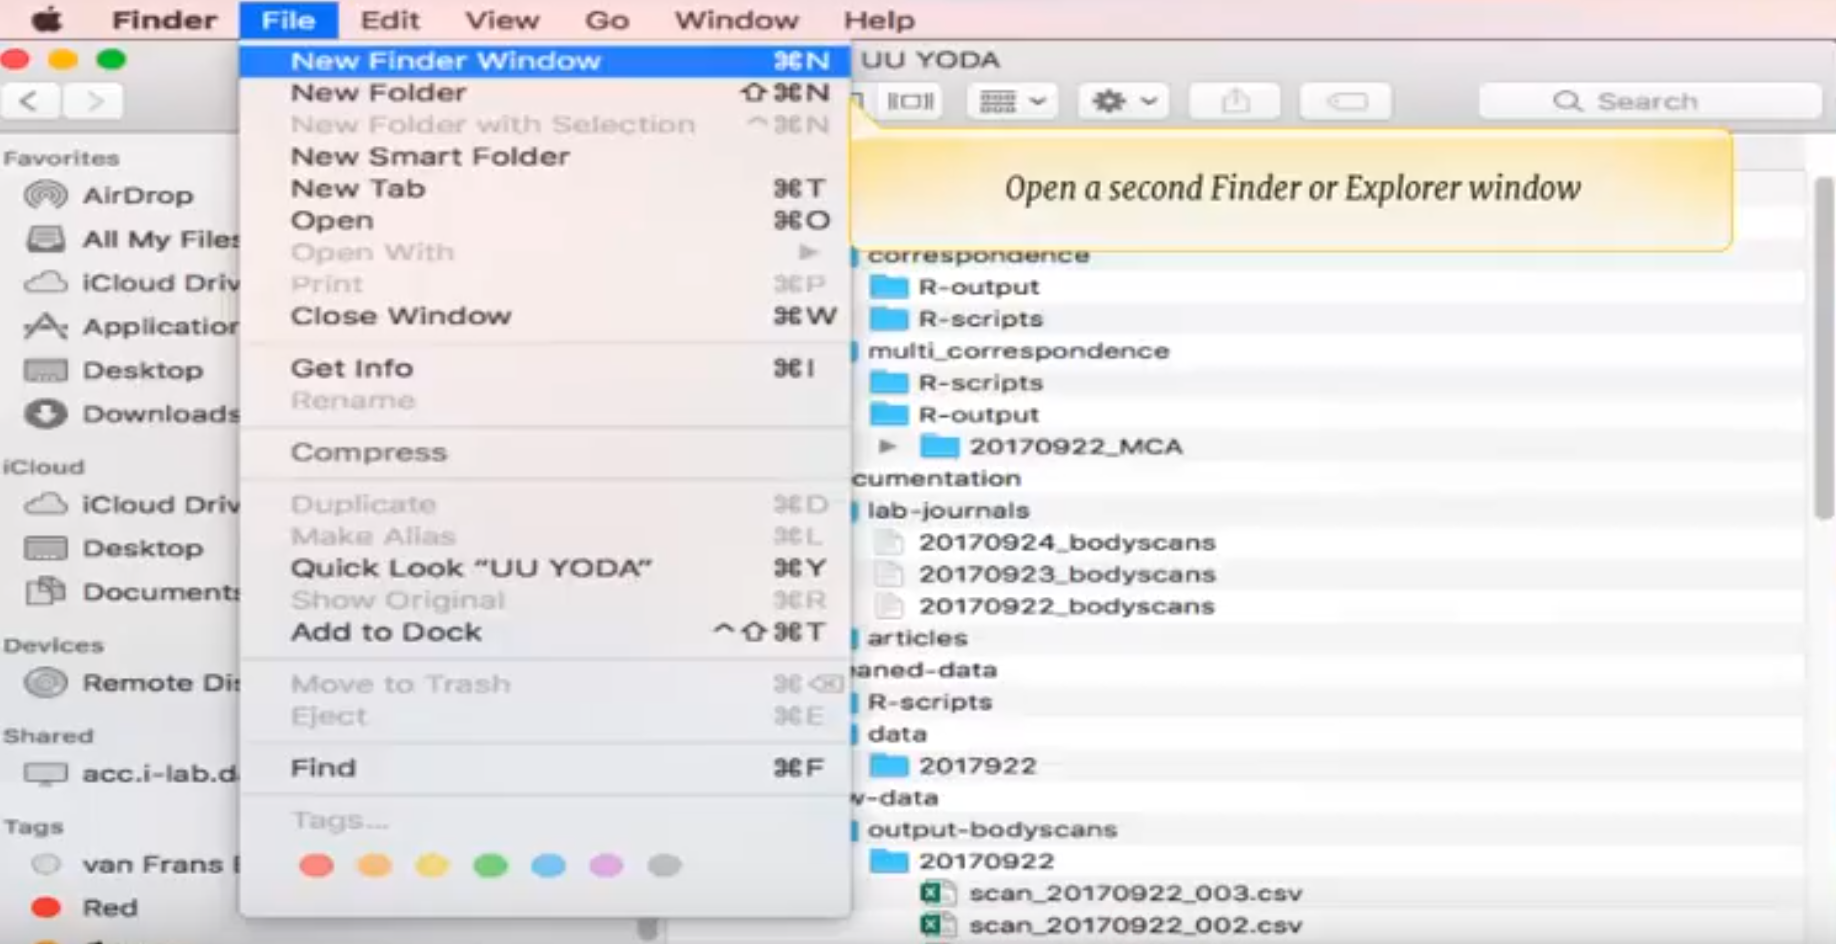 Finder File Edit View Go Window Help
UU YODA
Search
Favorites
AirDrop
All My Files
iCloud Driv
Application
Desktop
Downloads
iCloud
iCloud Driv
Desktop
Documents
Devices
Remote Dis
Shared
acc.i-lab.d
Tags
van Frans
Red
New Finder Window ⌘N
New Folder ⇧⌘N
New Folder with Selection ^⌘N
New Smart Folder
New Tab ⌘T
Open ⌘O
Open With ▶
Print ⌘P
Close Window ⌘W
Get Info ⌘I
Rename
Compress
Duplicate ⌘D
Make Alias ⌘L
Quick Look “UU YODA” ⌘Y
Show Original ⌘R
Add to Dock ^⇧⌘T
Move to Trash ⌘⌫
Eject ⌘E
Find ⌘F
Tags...
Open a second Finder or Explorer window
correspondence
R-output
R-scripts
multi_correspondence
R-scripts
R-output
20170922_MCA
cumentation
lab-journals
20170924_bodyscans
20170923_bodyscans
20170922_bodyscans
articles
aned-data
R-scripts
data
2017922
w-data
output-bodyscans
20170922
scan_20170922_003.csv
scan_20170922_002.csv